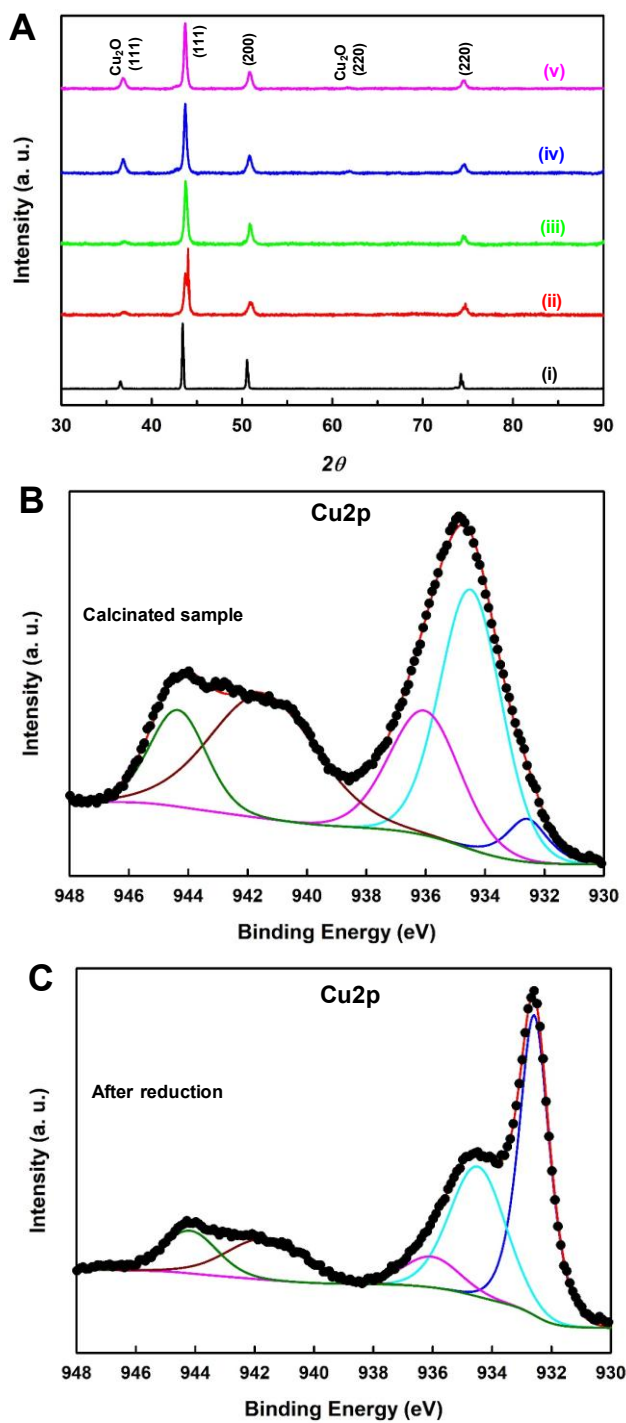 A
Cu₂O
(111)
(111)
(200)
Cu₂O
(220)
(220)
(v)
(iv)
(iii)
(ii)
(i)
Intensity (a. u.)
30 40 50 60 70 80 90
2θ
B
Cu2p
Calcinated sample
Intensity (a. u.)
948 946 944 942 940 938 936 934 932 930
Binding Energy (eV)
C
Cu2p
After reduction
Intensity (a. u.)
948 946 944 942 940 938 936 934 932 930
Binding Energy (eV)